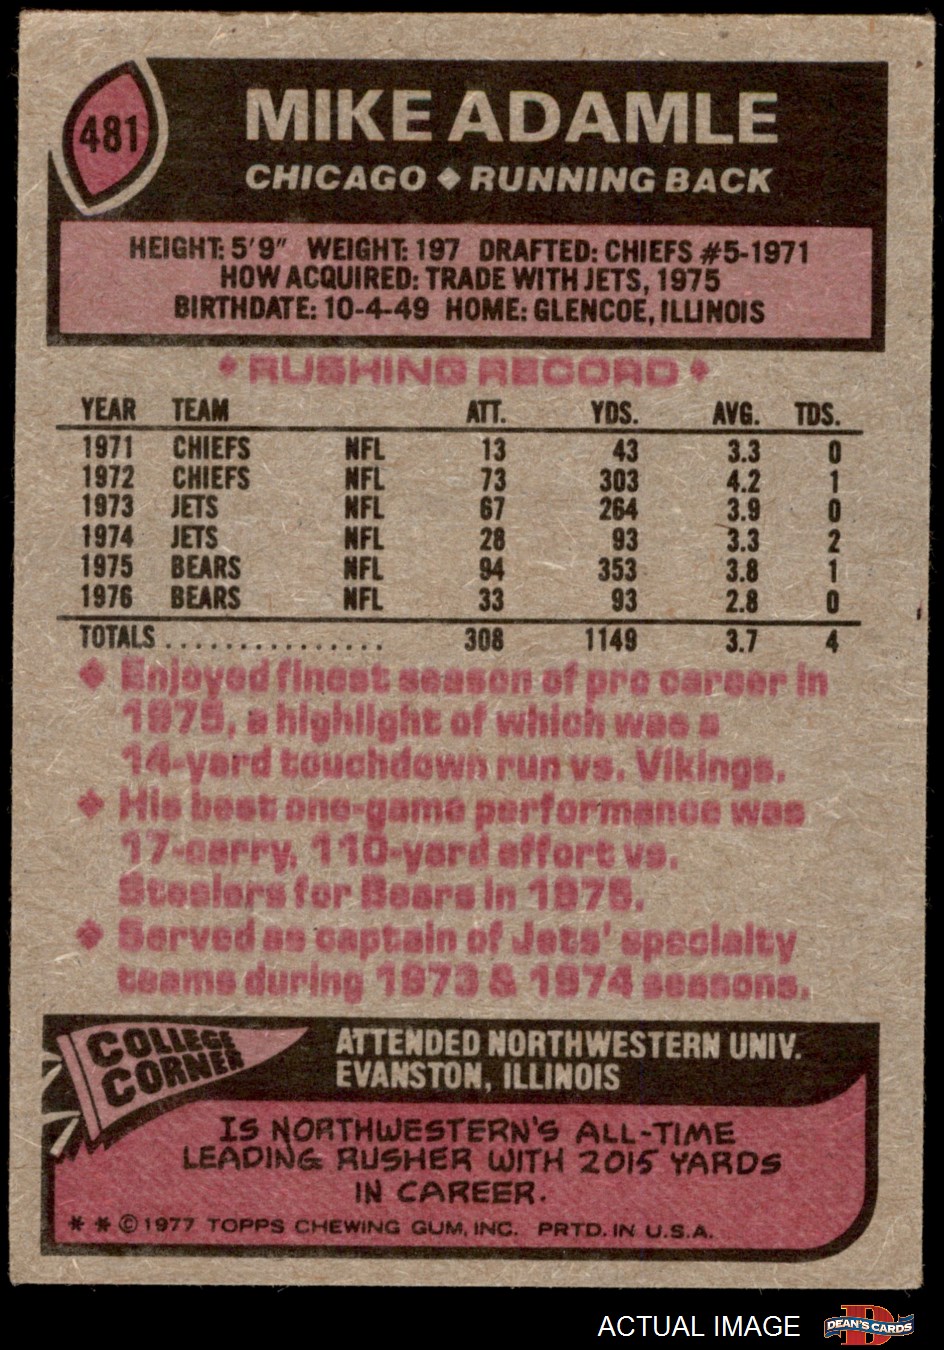 481
MIKE ADAMLE
CHICAGO ◆ RUNNING BACK
HEIGHT: 5'9" WEIGHT: 197 DRAFTED: CHIEFS #5-1971
HOW ACQUIRED: TRADE WITH JETS, 1975
BIRTHDATE: 10-4-49 HOME: GLENCOE, ILLINOIS
◆ RUSHING RECORD ◆
YEAR TEAM ATT. YDS. AVG. TDS.
1971 CHIEFS NFL 13 43 3.3 0
1972 CHIEFS NFL 73 303 4.2 1
1973 JETS NFL 67 264 3.9 0
1974 JETS NFL 28 93 3.3 2
1975 BEARS NFL 94 353 3.8 1
1976 BEARS NFL 33 93 2.8 0
TOTALS ................ 308 1149 3.7 4
◆ Enjoyed finest season of pro career in
1975, a highlight of which was a
14-yard touchdown run vs. Vikings.
◆ His best one-game performance was
17-carry, 110-yard effort vs.
Steelers for Bears in 1975.
◆ Served as captain of Jets' specialty
teams during 1973 & 1974 seasons.
COLLEGE
CORNER
ATTENDED NORTHWESTERN UNIV.
EVANSTON, ILLINOIS
IS NORTHWESTERN'S ALL-TIME
LEADING RUSHER WITH 2015 YARDS
IN CAREER.
* * © 1977 TOPPS CHEWING GUM, INC. PRTD. IN U.S.A.
ACTUAL IMAGE
D
DEAN'S CARDS